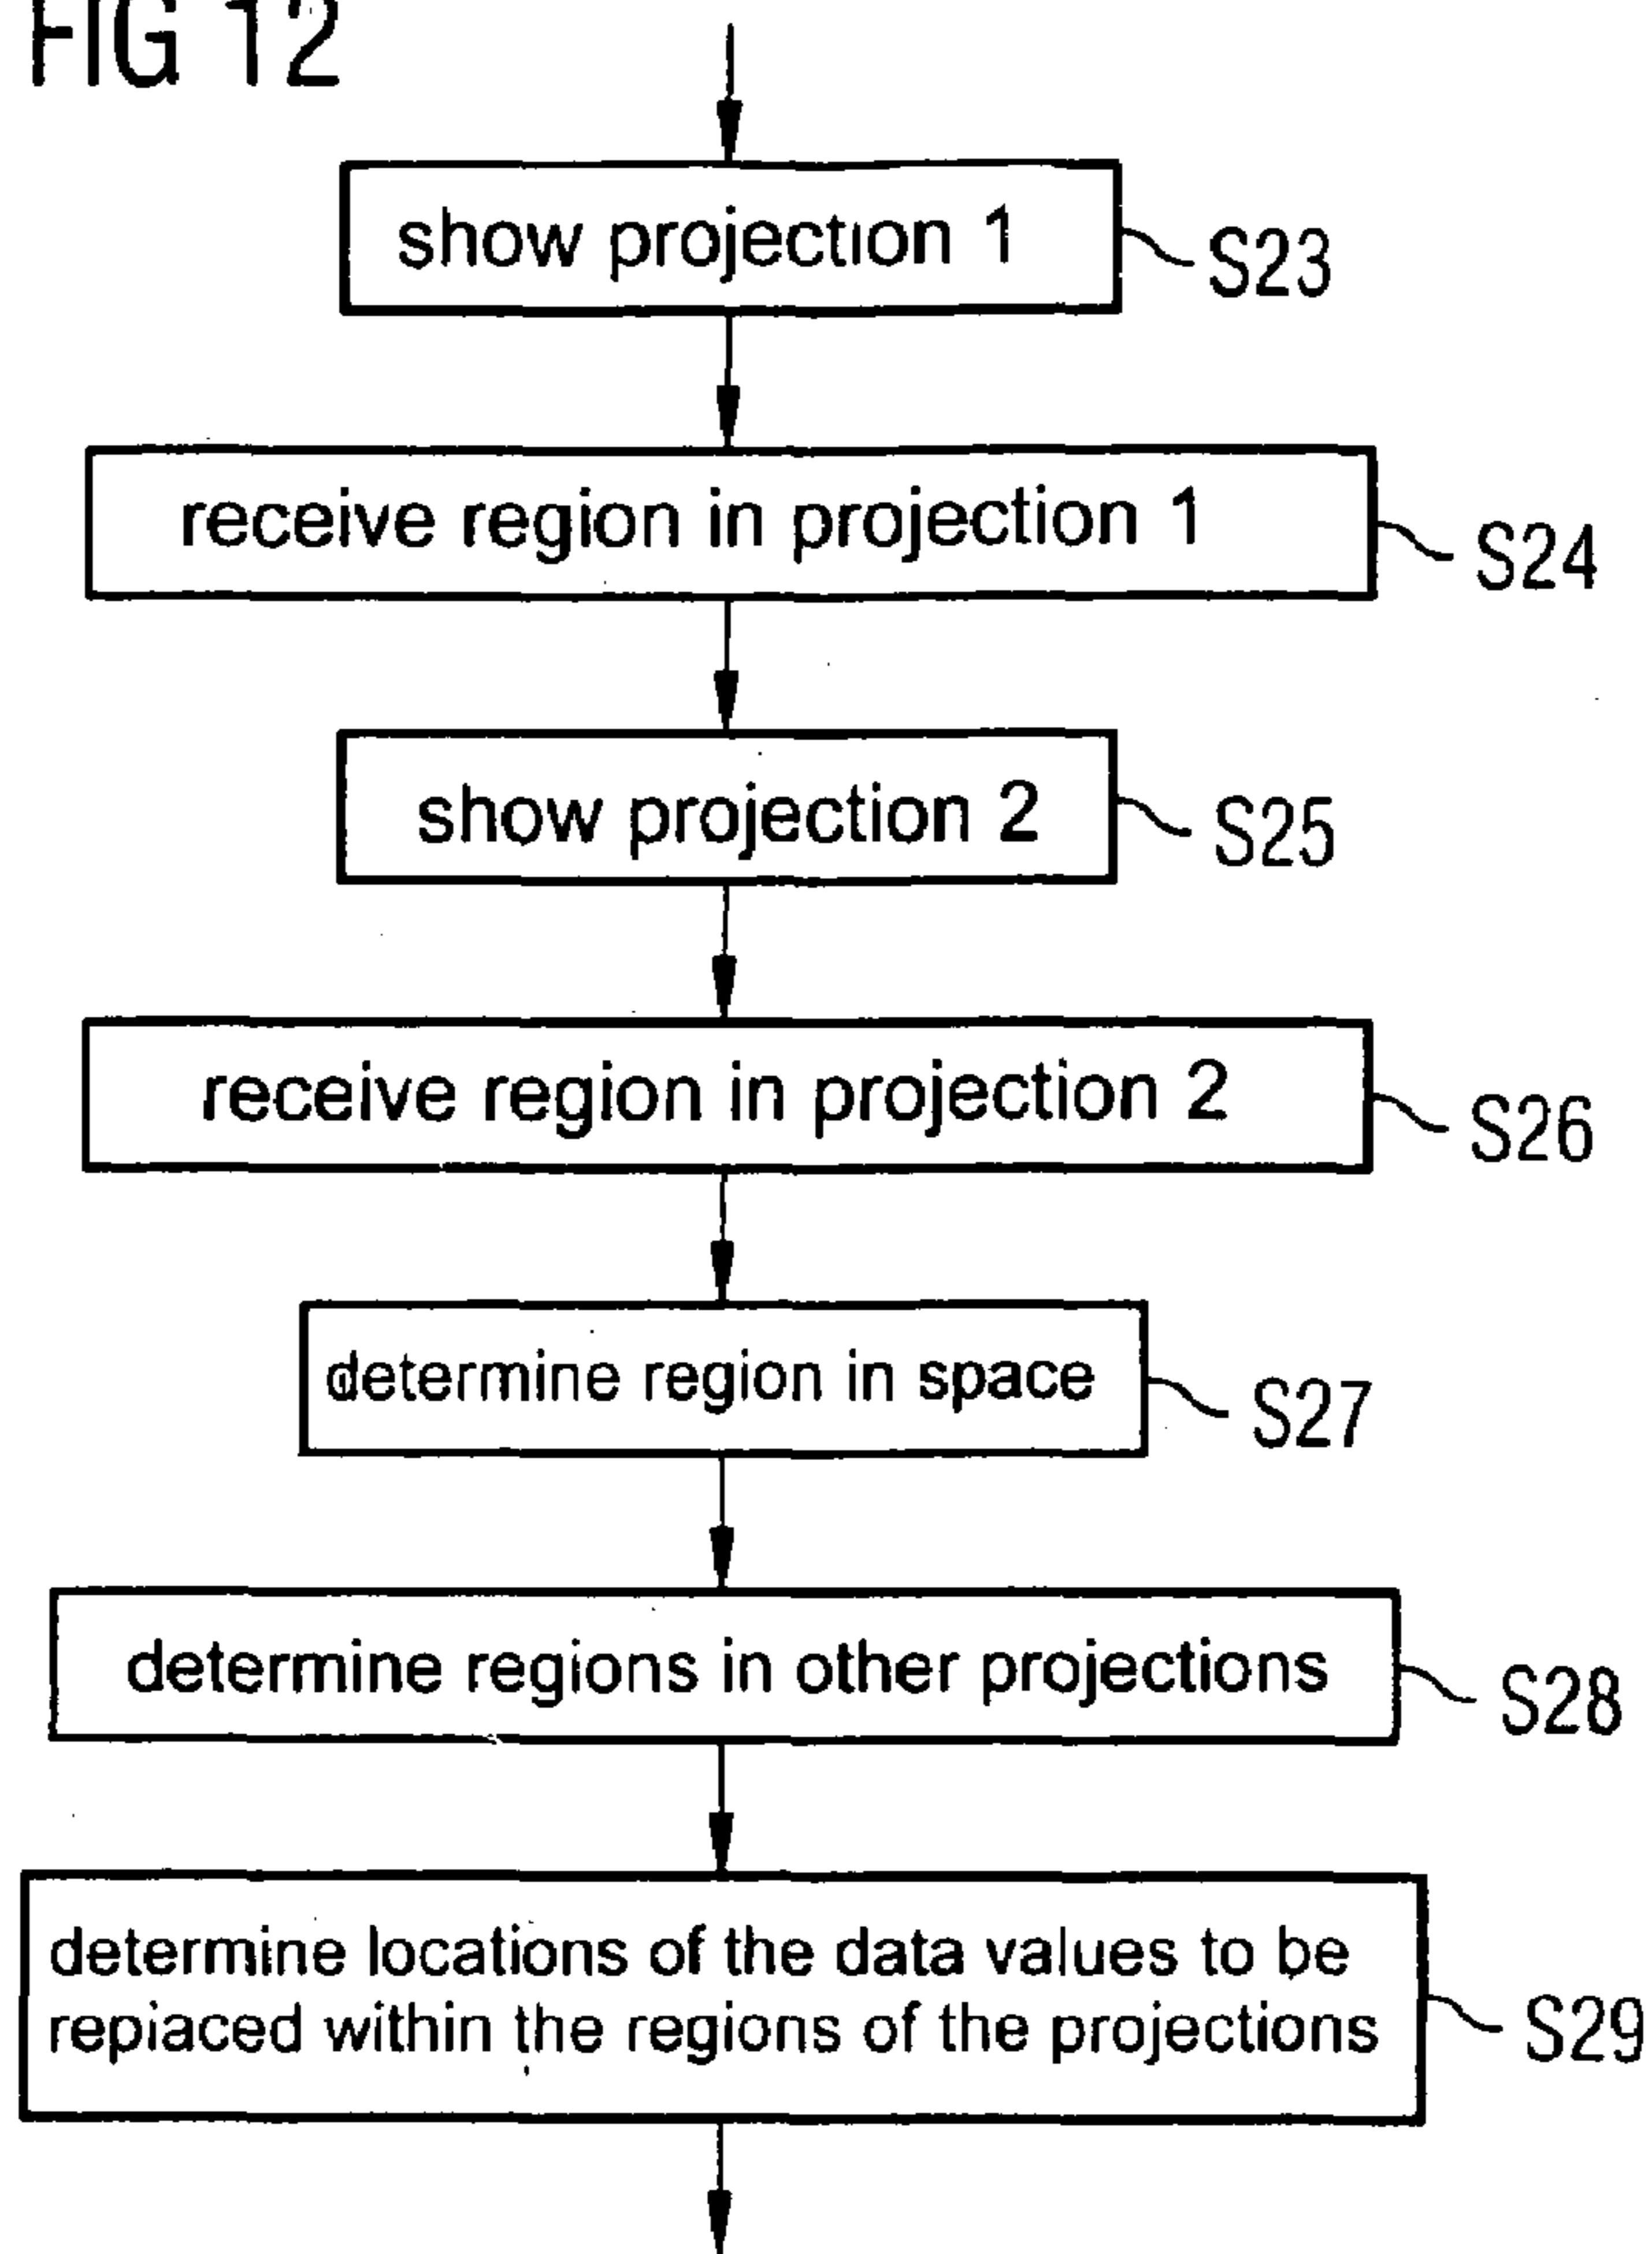 FIG 12
show projection 1
S23
receive region in projection 1
S24
show projection 2
S25
receive region in projection 2
S26
determine region in space
S27
determine regions in other projections
S28
determine locations of the data values to be
replaced within the regions of the projections
S29